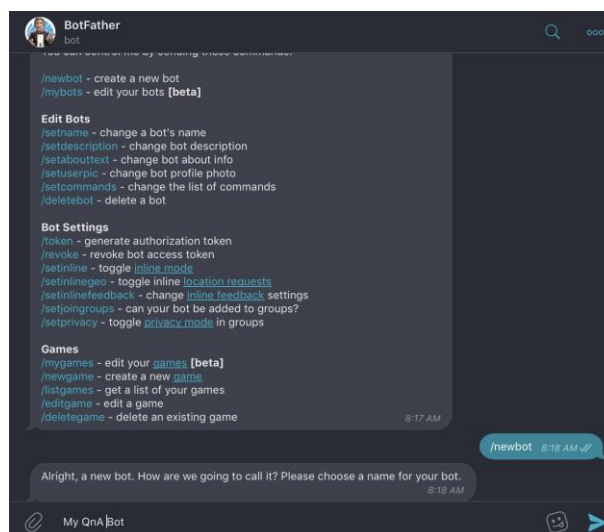 BotFather
bot
You can control me by sending these commands:
/newbot - create a new bot
/mybots - edit your bots [beta]
Edit Bots
/setname - change a bot's name
/setdescription - change bot description
/setabouttext - change bot about info
/setuserpic - change bot profile photo
/setcommands - change the list of commands
/deletebot - delete a bot
Bot Settings
/token - generate authorization token
/revoke - revoke bot access token
/setinline - toggle inline mode
/setinlinegeo - toggle inline location requests
/setinlinefeedback - change inline feedback settings
/setjoingroups - can your bot be added to groups?
/setprivacy - toggle privacy mode in groups
Games
/mygames - edit your games [beta]
/newgame - create a new game
/listgames - get a list of your games
/editgame - edit a game
/deletegame - delete an existing game
8:17 AM
/newbot 8:18 AM
Alright, a new bot. How are we going to call it? Please choose a name for your bot.
8:18 AM
My QnA Bot